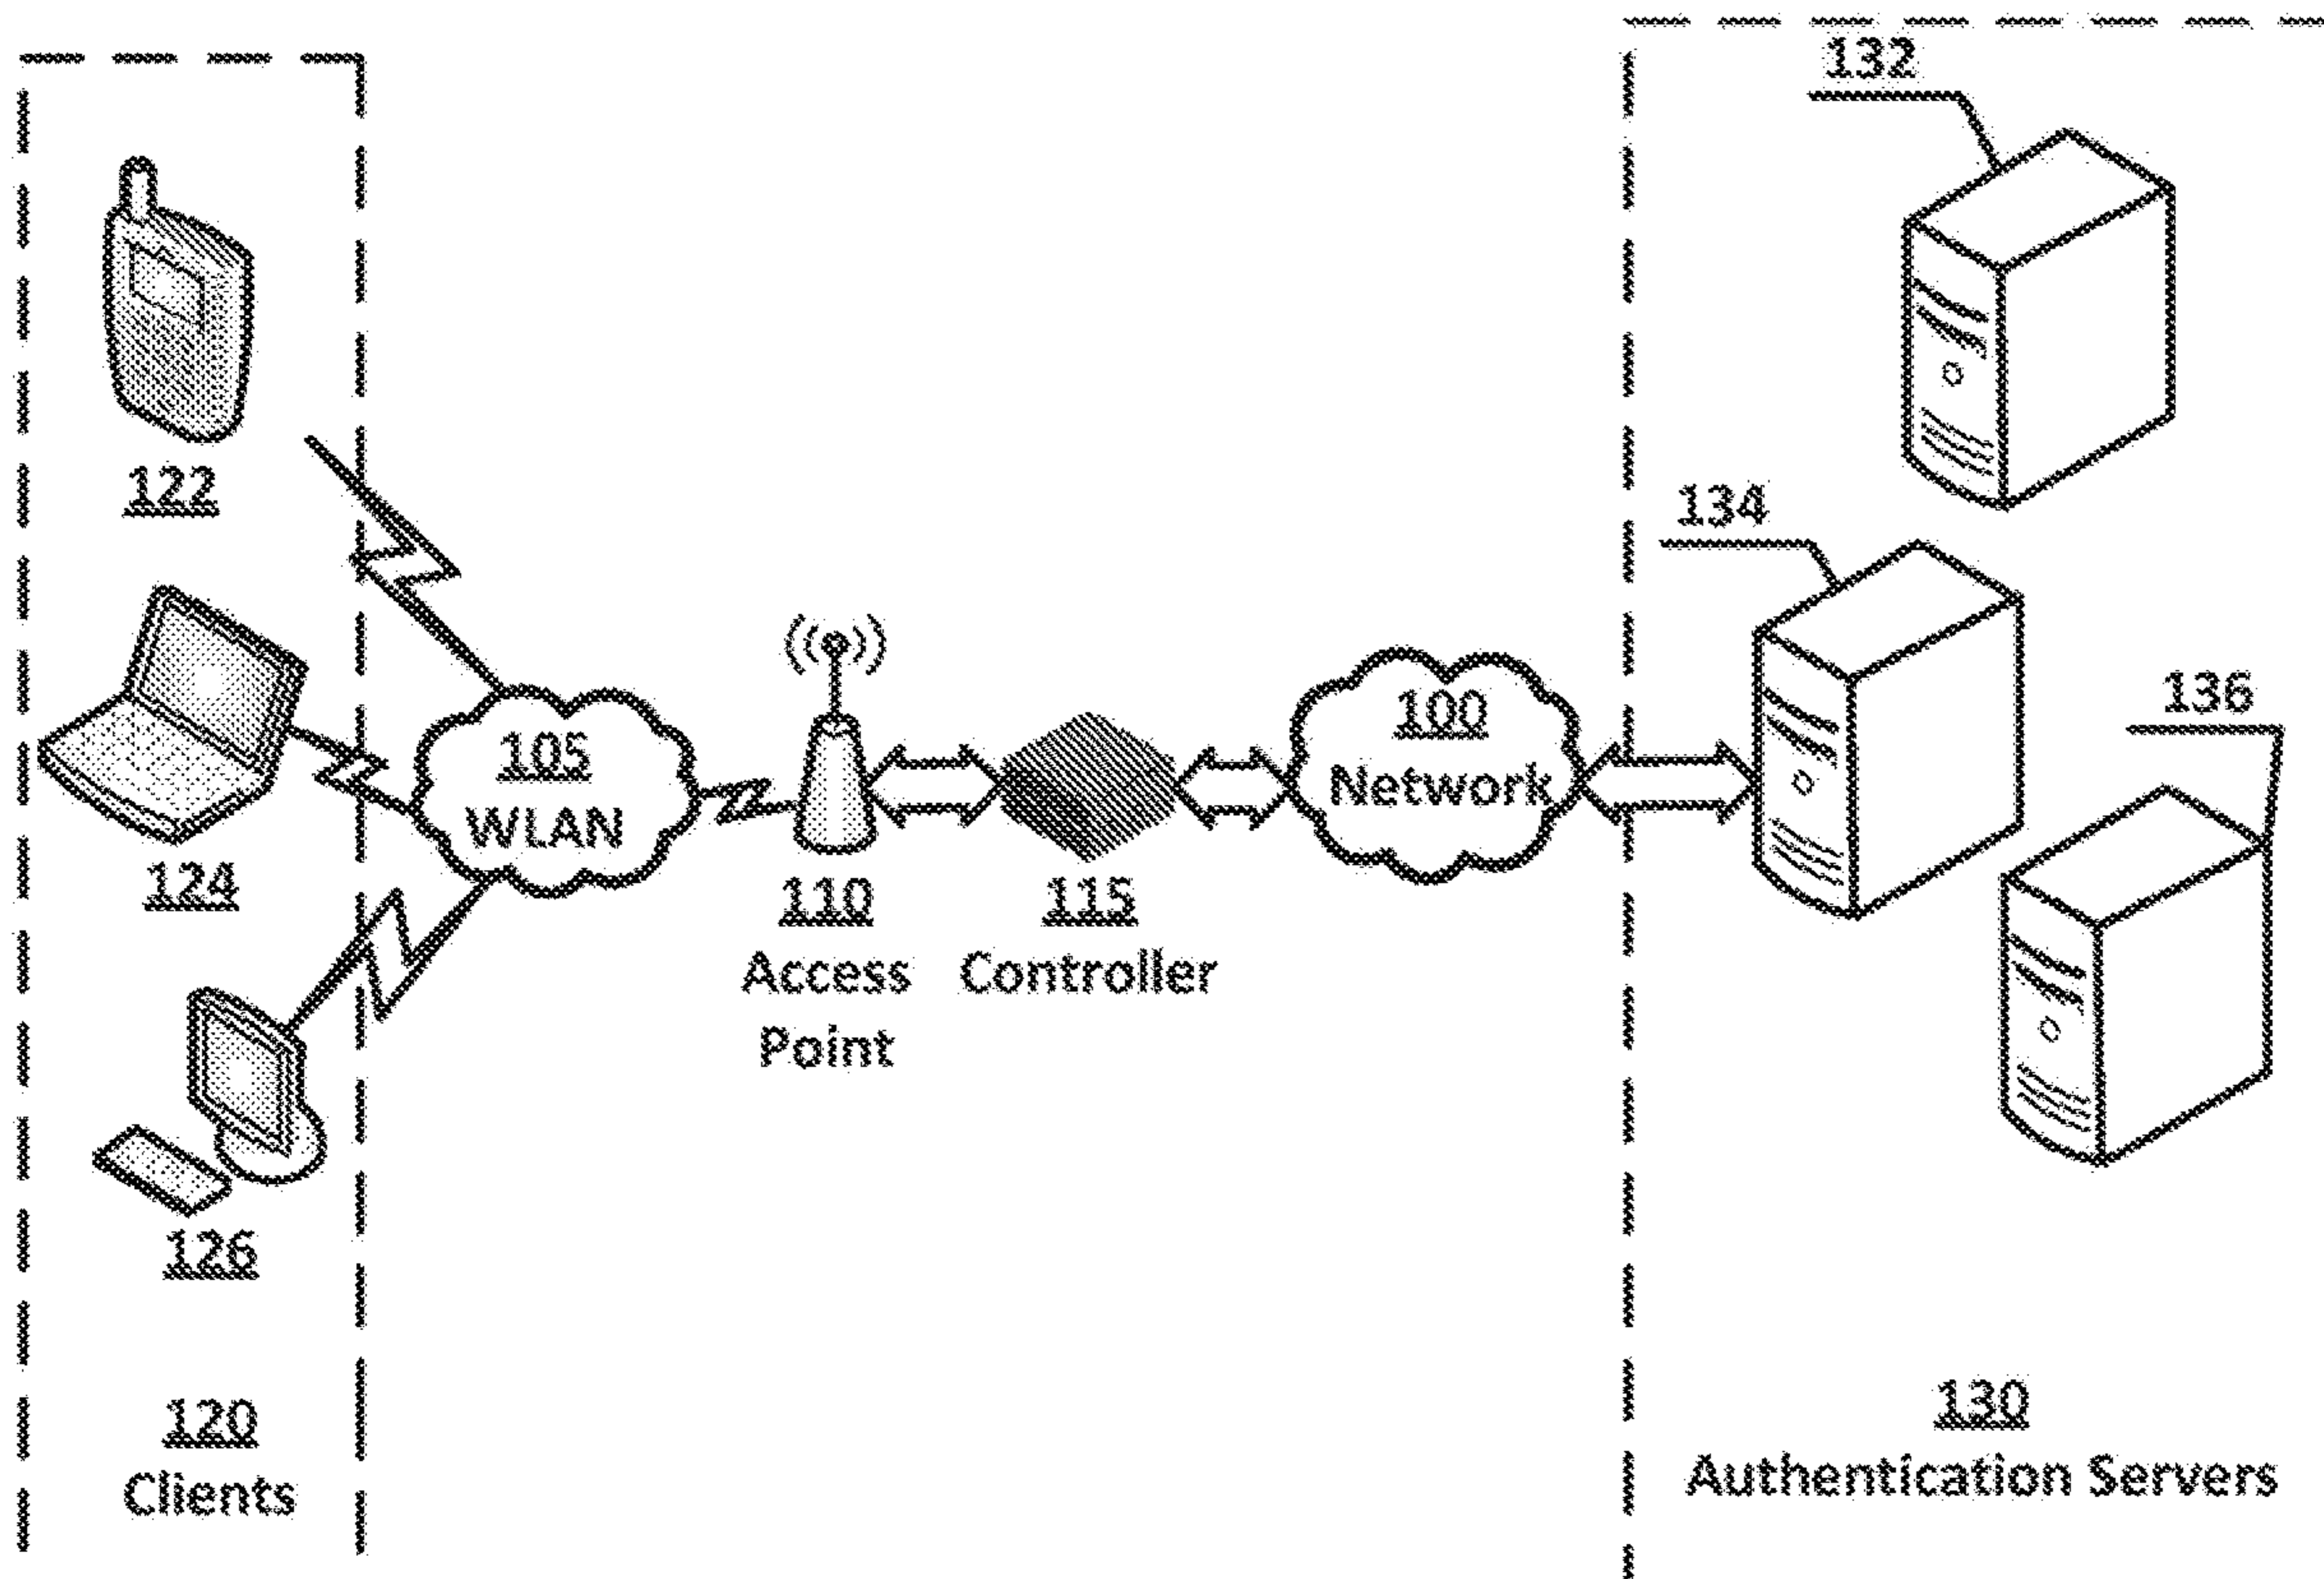 132
122
134
124
105
WLAN
110
Access
Point
115
Controller
100
Network
136
126
120
Clients
130
Authentication Servers